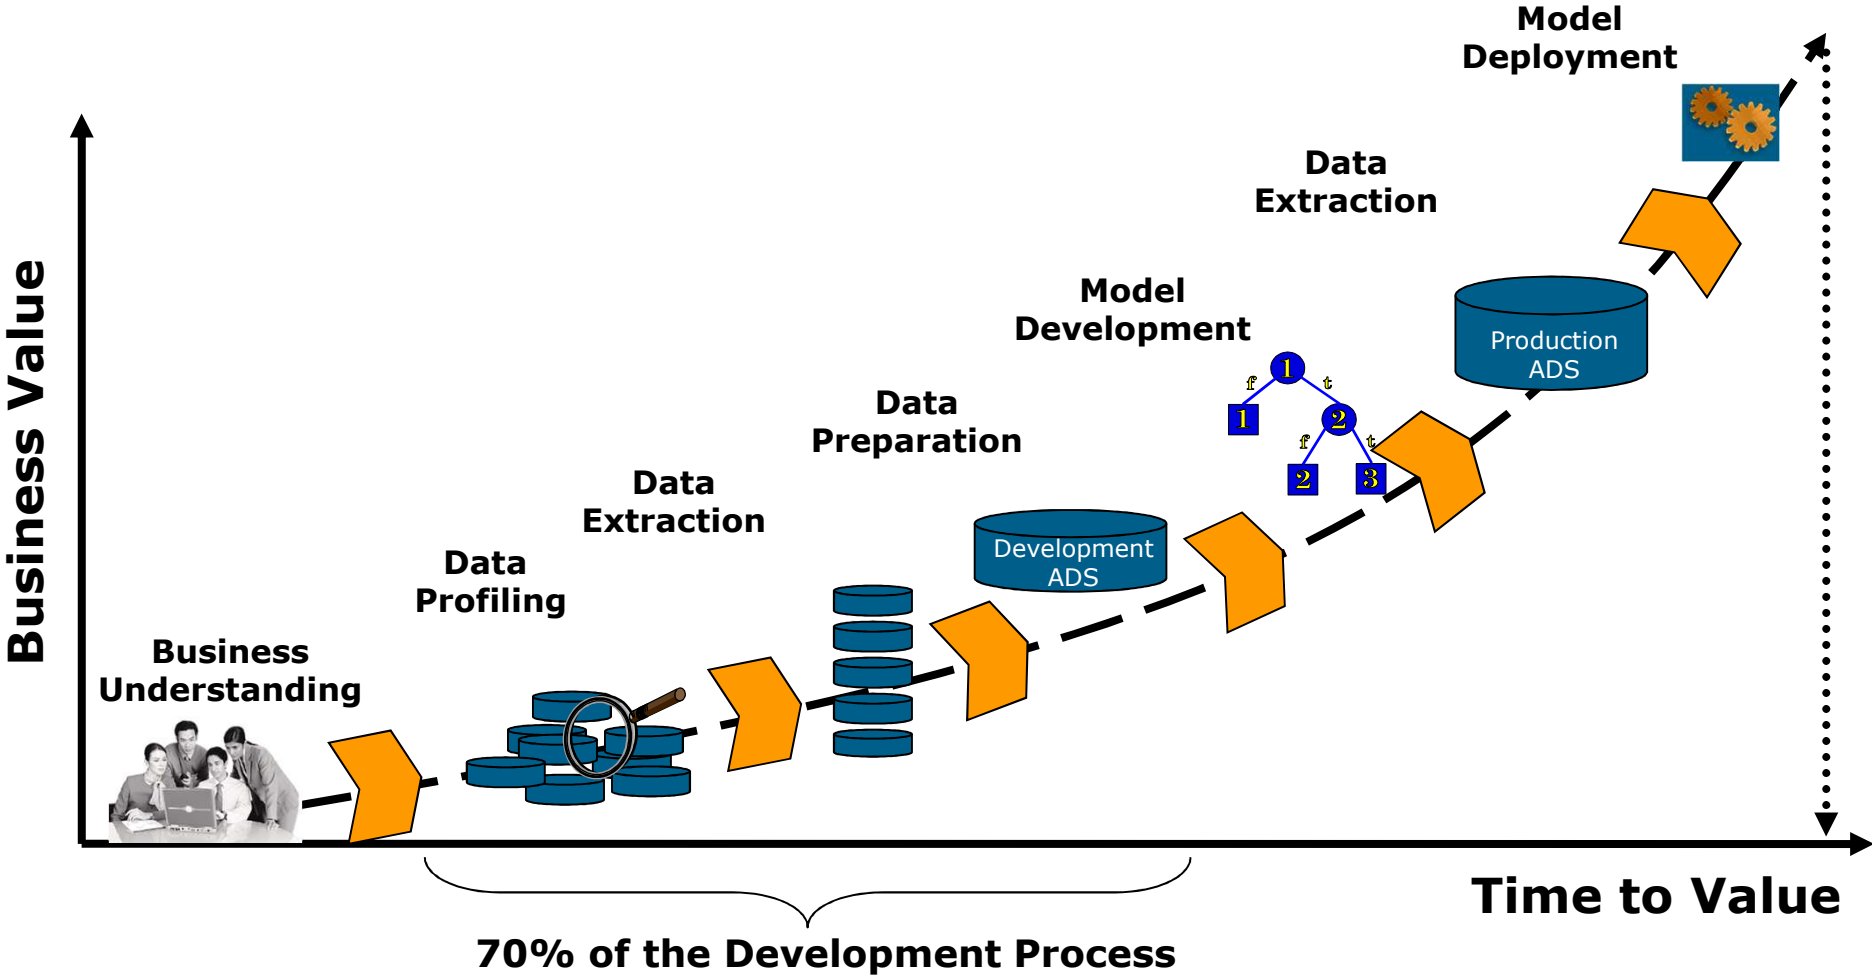 Model
Deployment
Data
Extraction
Model
Development
Data
Preparation
Data
Extraction
Data
Profiling
Business
Understanding
Business Value
Production
ADS
1
f
t
1
2
f
t
2
3
Development
ADS
Time to Value
70% of the Development Process